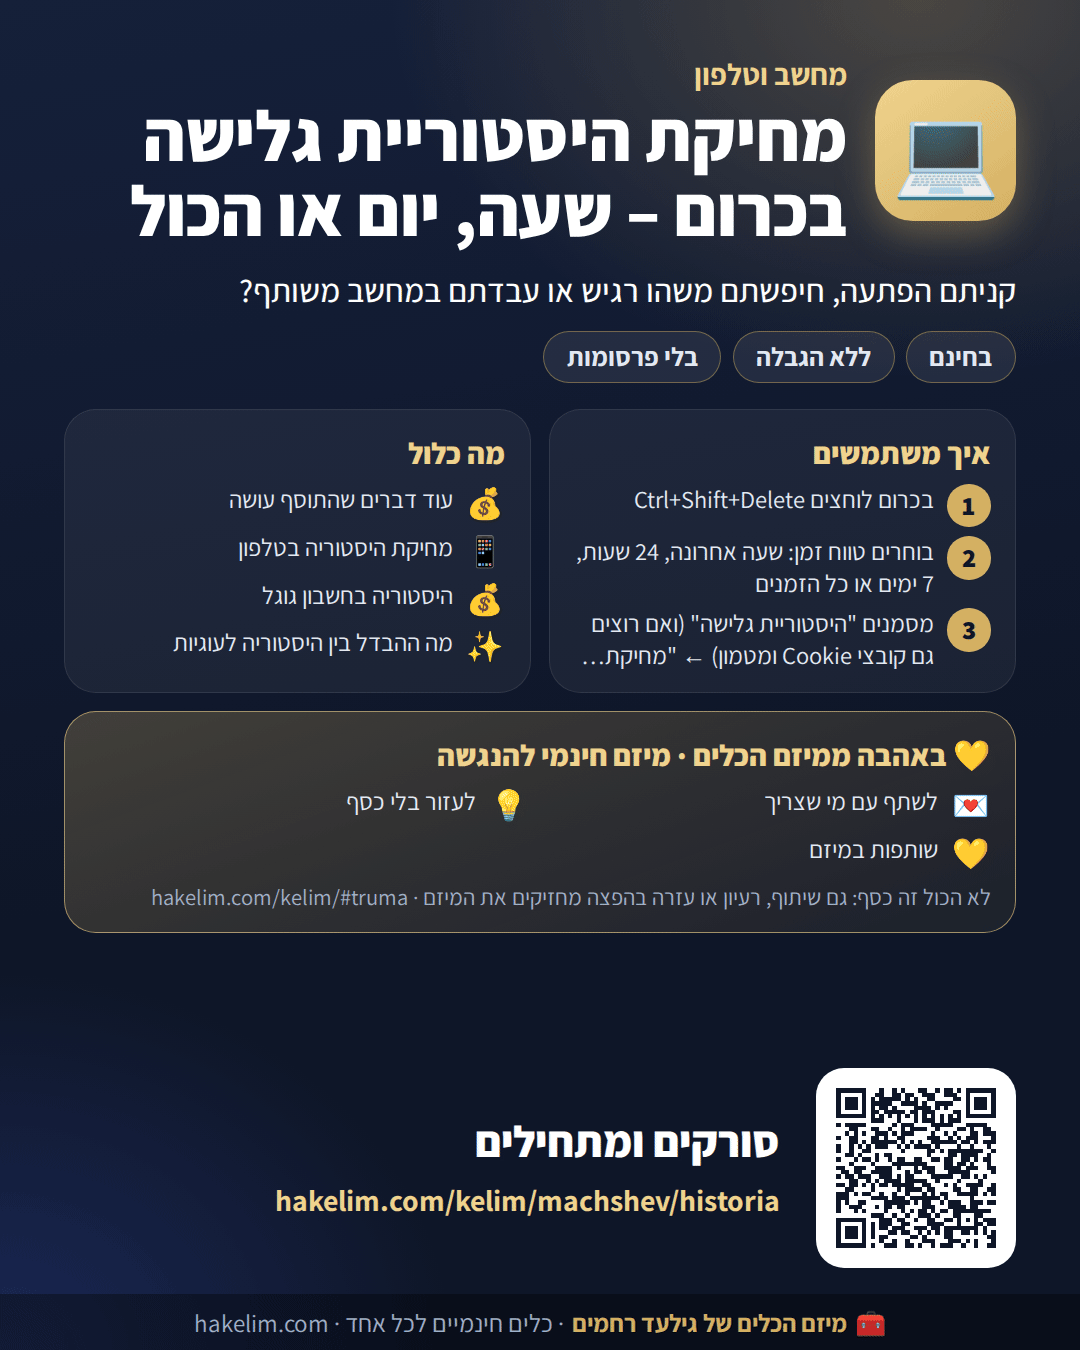 מחשב וטלפון
מחיקת היסטוריית גלישה
בכרום – שעה, יום או הכול
קניתם הפתעה, חיפשתם משהו רגיש או עבדתם במחשב משותף?
בחינם
ללא הגבלה
בלי פרסומות
איך משתמשים
1
בכרום לוחצים Ctrl+Shift+Delete
2
בוחרים טווח זמן: שעה אחרונה, 24 שעות,
7 ימים או כל הזמנים
3
מסמנים "היסטוריית גלישה" (ואם רוצים
גם קובצי Cookie ומטמון) ← "מחיקת…
מה כלול
עוד דברים שהתוסף עושה
מחיקת היסטוריה בטלפון
היסטוריה בחשבון גוגל
מה ההבדל בין היסטוריה לעוגיות
באהבה ממיזם הכלים · מיזם חינמי להנגשה
לשתף עם מי שצריך
לעזור בלי כסף
שותפות במיזם
לא הכול זה כסף: גם שיתוף, רעיון או עזרה בהפצה מחזיקים את המיזם · hakelim.com/kelim/#truma
סורקים ומתחילים
hakelim.com/kelim/machshev/historia
מיזם הכלים של גילעד רחמים · כלים חינמיים לכל אחד · hakelim.com